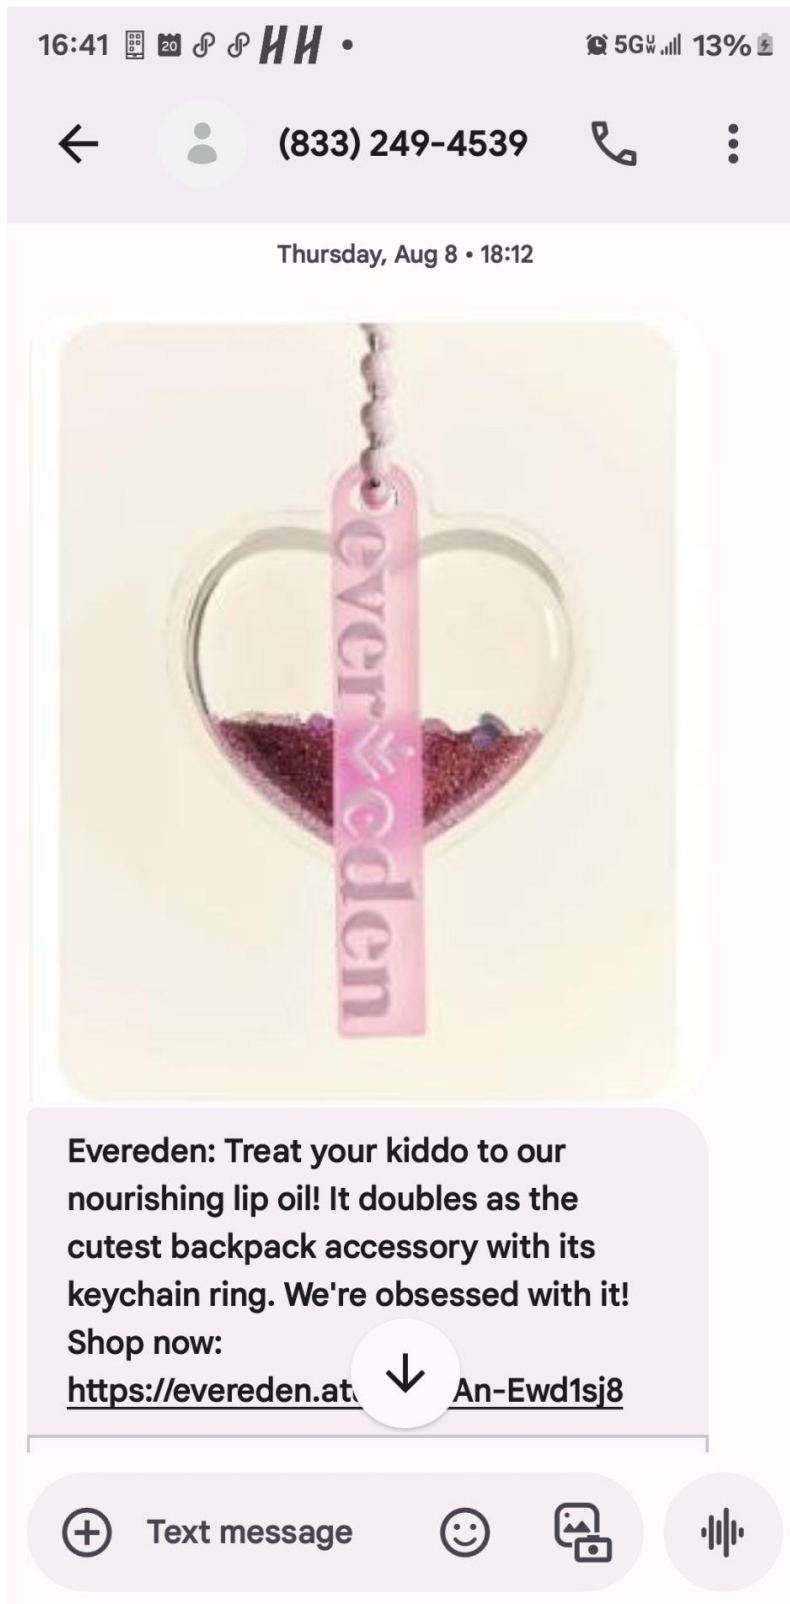 16:41
20
5G UW
13%
(833) 249-4539
Thursday, Aug 8 • 18:12
ever eden
Evereden: Treat your kiddo to our
nourishing lip oil! It doubles as the
cutest backpack accessory with its
keychain ring. We're obsessed with it!
Shop now:
https://evereden.at An-Ewd1sj8
Text message